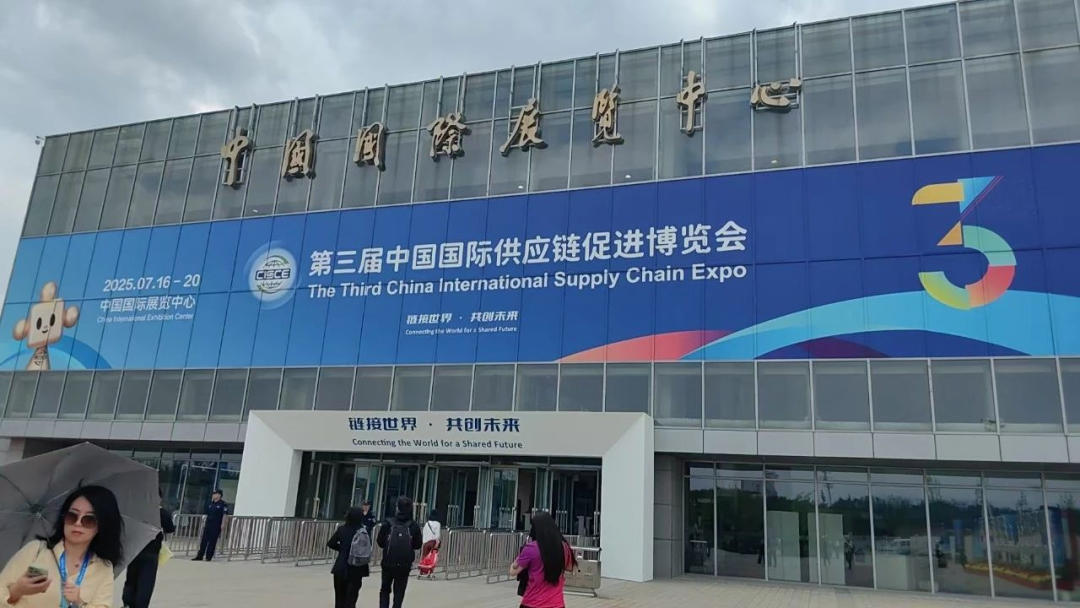 中国国际展览中心
2025.07.16-20
中国国际展览中心
China International Exhibition Center
CISCE
第三届中国国际供应链促进博览会
The Third China International Supply Chain Expo
链接世界·共创未来
Connecting the World for a Shared Future
3
链接世界·共创未来
Connecting the World for a Shared Future